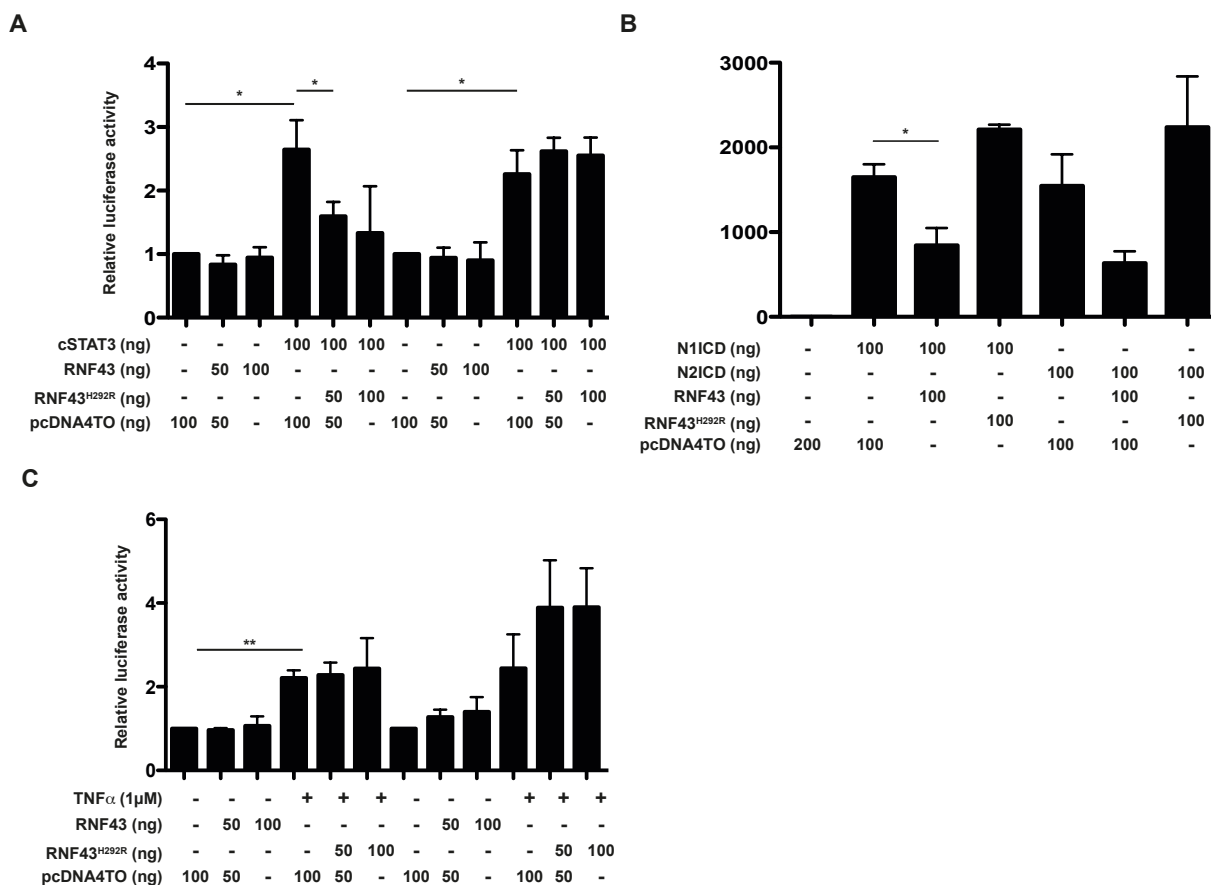 A
Relative luciferase activity
4
3
2
1
0
* * *
cSTAT3 (ng) - - - 100 100 100 - - - 100 100 100
RNF43 (ng) - 50 100 - - - - 50 100 - - -
RNF43H292R (ng) - - - - 50 100 - - - - 50 100
pcDNA4TO (ng) 100 50 - 100 50 - 100 50 - 100 50 -
B
3000
2000
1000
0
*
N1ICD (ng) - 100 100 100 - - -
N2ICD (ng) - - - - 100 100 100
RNF43 (ng) - - 100 - - 100 -
RNF43H292R (ng) - - - 100 - - 100
pcDNA4TO (ng) 200 100 - - 100 100 -
C
Relative luciferase activity
6
4
2
0
**
TNFα (1µM) - - - + + + - - - + + +
RNF43 (ng) - 50 100 - - - - 50 100 - - -
RNF43H292R (ng) - - - - 50 100 - - - - 50 100
pcDNA4TO (ng) 100 50 - 100 50 - 100 50 - 100 50 -